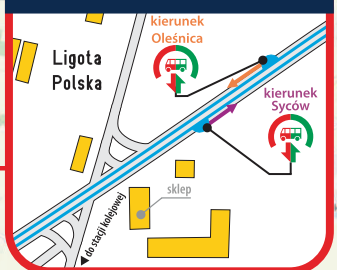 kierunek
Oleśnica
Ligota
Polska
kierunek
Syców
sklep
do stacji kolejowej